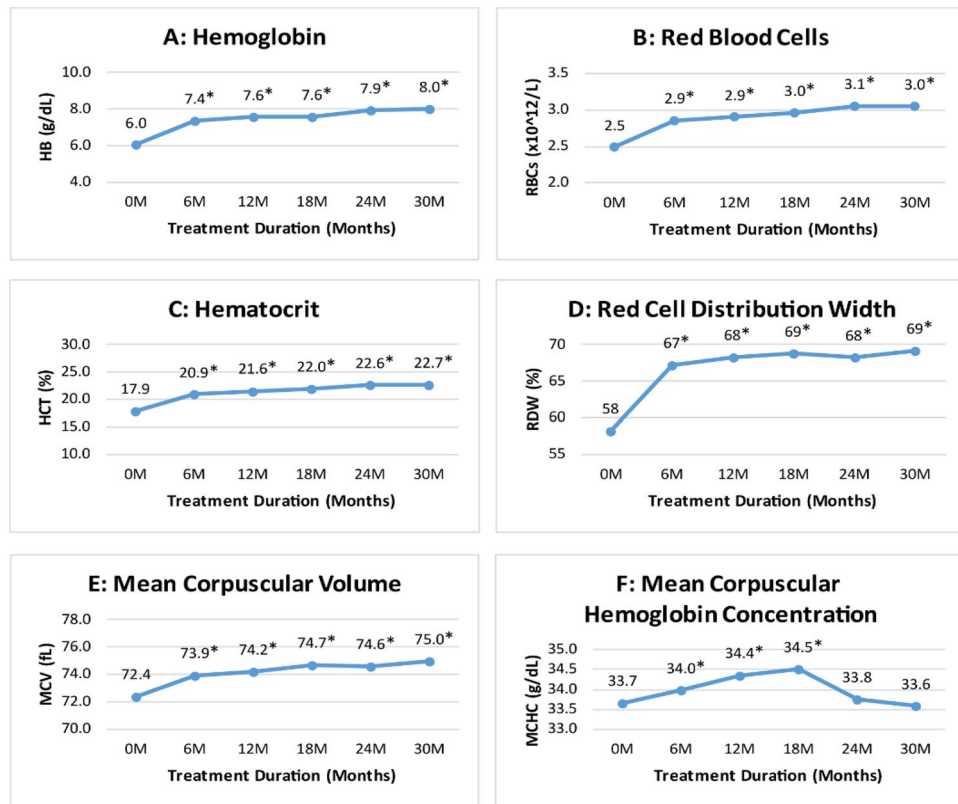 A: Hemoglobin
HB (g/dL)
10.0
8.0
6.0
4.0
6.0
7.4*
7.6*
7.6*
7.9*
8.0*
0M 6M 12M 18M 24M 30M
Treatment Duration (Months)
B: Red Blood Cells
RBCs (x10^12/L)
3.5
3.0
2.5
2.0
2.5
2.9*
2.9*
3.0*
3.1*
3.0*
0M 6M 12M 18M 24M 30M
Treatment Duration (Months)
C: Hematocrit
HCT (%)
30.0
25.0
20.0
15.0
10.0
17.9
20.9*
21.6*
22.0*
22.6*
22.7*
0M 6M 12M 18M 24M 30M
Treatment Duration (Months)
D: Red Cell Distribution Width
RDW (%)
70
65
60
55
58
67*
68*
69*
68*
69*
0M 6M 12M 18M 24M 30M
Treatment Duration (Months)
E: Mean Corpuscular Volume
MCV (fL)
78.0
76.0
74.0
72.0
70.0
72.4
73.9*
74.2*
74.7*
74.6*
75.0*
0M 6M 12M 18M 24M 30M
Treatment Duration (Months)
F: Mean Corpuscular
Hemoglobin Concentration
MCHC (g/dL)
35.0
34.5
34.0
33.5
33.0
33.7
34.0*
34.4*
34.5*
33.8
33.6
0M 6M 12M 18M 24M 30M
Treatment Duration (Months)